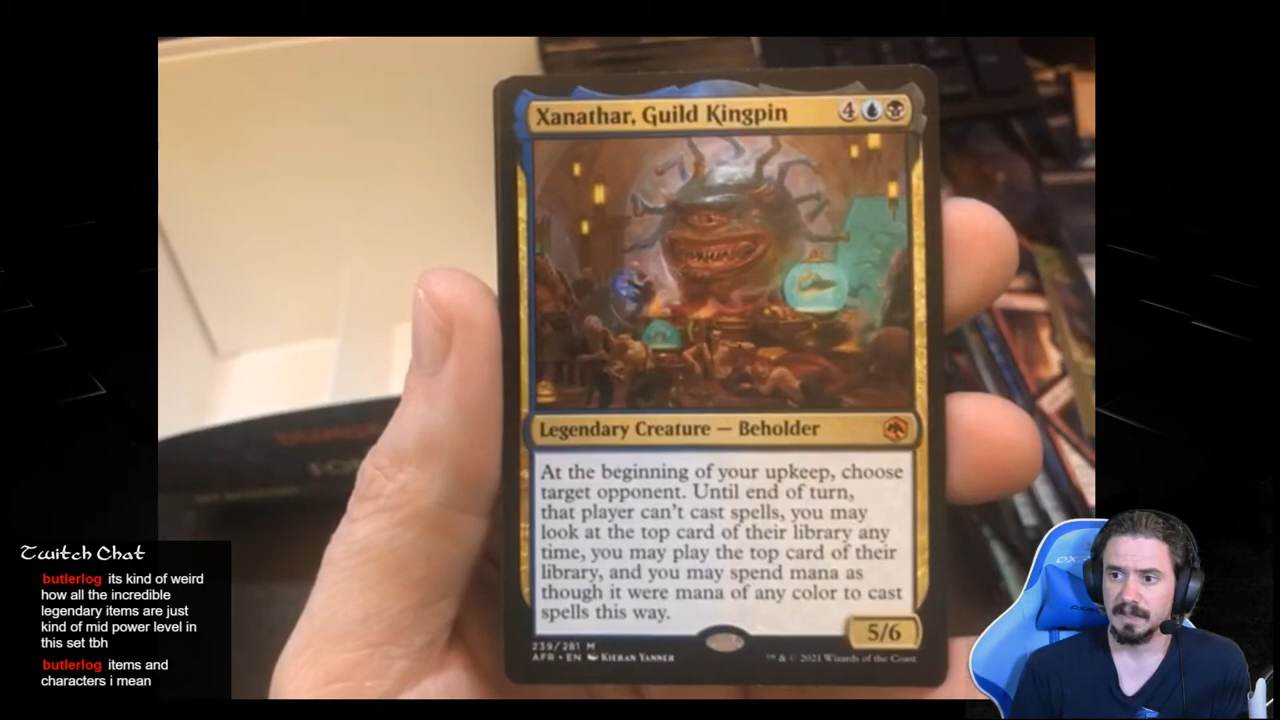 Xanathar, Guild Kingpin 4
Legendary Creature — Beholder
At the beginning of your upkeep, choose
target opponent. Until end of turn,
that player can't cast spells, you may
look at the top card of their library any
time, you may play the top card of their
library, and you may spend mana as
though it were mana of any color to cast
spells this way.
5/6
239/281 M
AFR • EN Kieran Yanner
™ & © 2021 Wizards of the Coast
Twitch Chat
butlerlog its kind of weird
how all the incredible
legendary items are just
kind of mid power level in
this set tbh
butlerlog items and
characters i mean